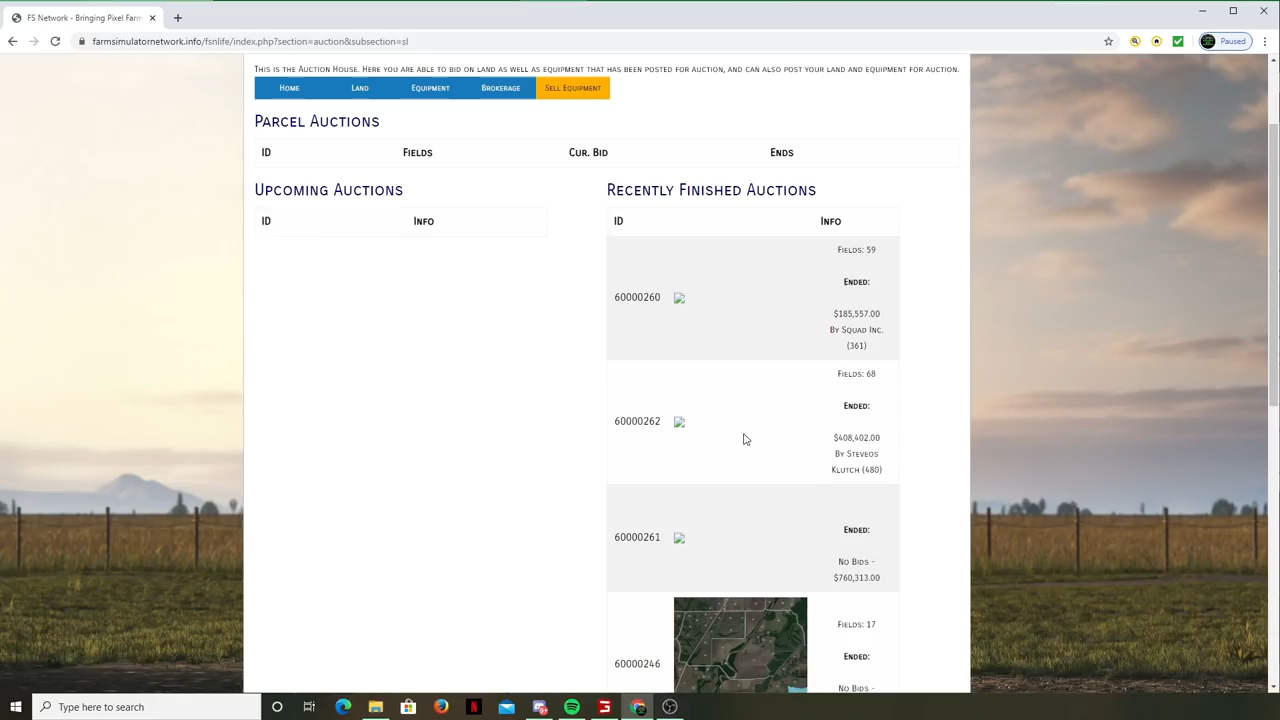 FS Network - Bringing Pixel Farm
Paused
farmsimulatornetwork.info/fsnlife/index.php?section=auction&subsection=sl
This is the Auction House. Here you are able to bid on land as well as equipment that has been posted for auction, and can also post your land and equipment for auction.
Home Land Equipment Brokerage Sell Equipment
Parcel Auctions
ID Fields Cur. Bid Ends
Upcoming Auctions
ID Info
Recently Finished Auctions
ID Info
60000260
Fields: 59
Ended:
$185,557.00
By Squad Inc.
(361)
60000262
Fields: 68
Ended:
$408,402.00
By Steveos
Klutch (480)
60000261
Ended:
No Bids -
$760,313.00
60000246
Fields: 17
Ended:
No Bids -
Type here to search